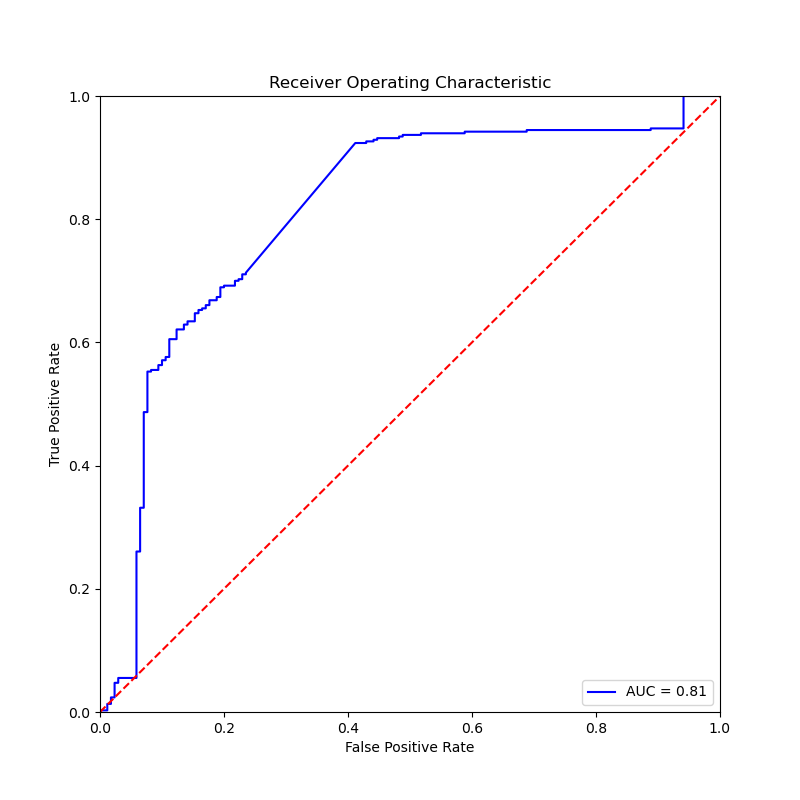 Receiver Operating Characteristic
1.0
0.8
0.6
0.4
0.2
0.0
True Positive Rate
AUC = 0.81
0.0 0.2 0.4 0.6 0.8 1.0
False Positive Rate